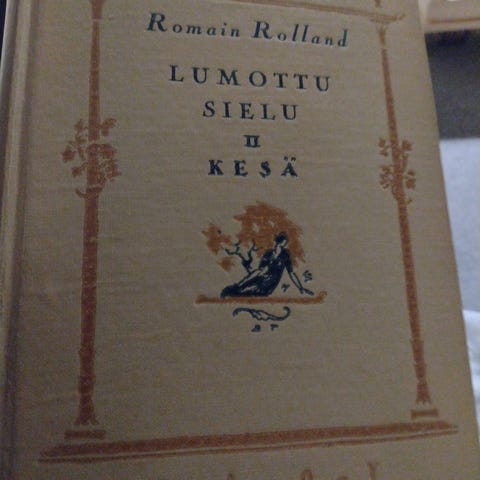 Romain Rolland
LUMOTTU
SIELU
II
KESÄ